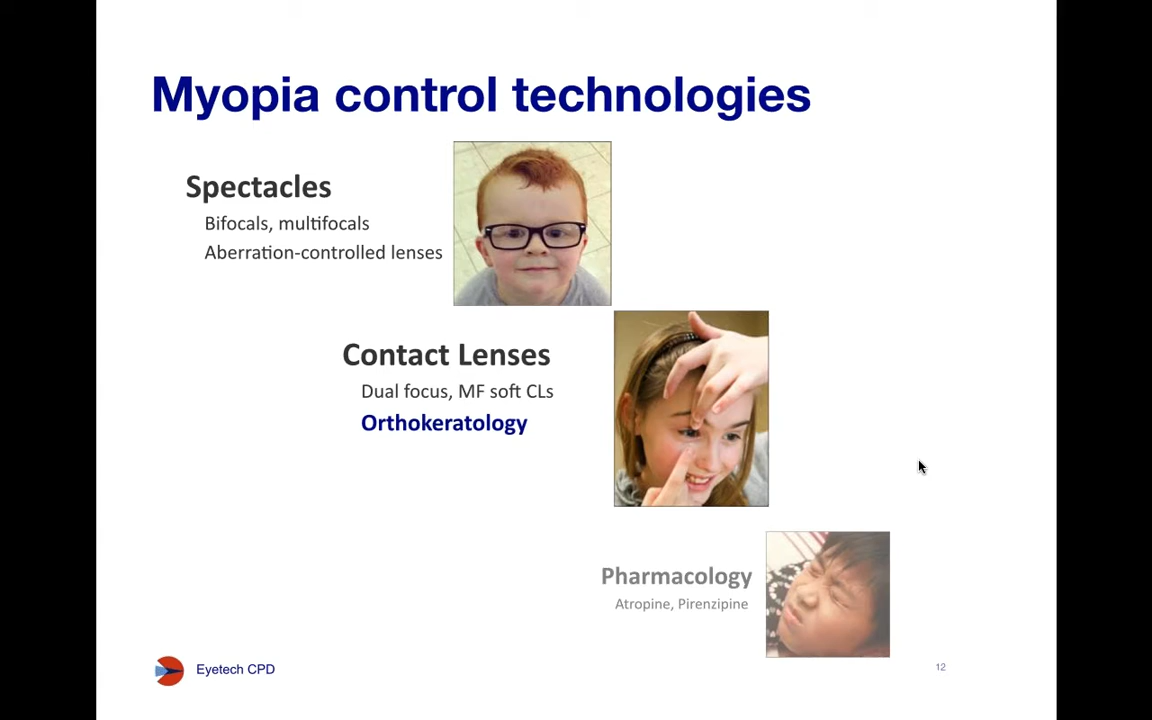 Myopia control technologies
Spectacles
Bifocals, multifocals
Aberration-controlled lenses
Contact Lenses
Dual focus, MF soft CLs
Orthokeratology
Pharmacology
Atropine, Pirenzipine
Eyetech CPD
12